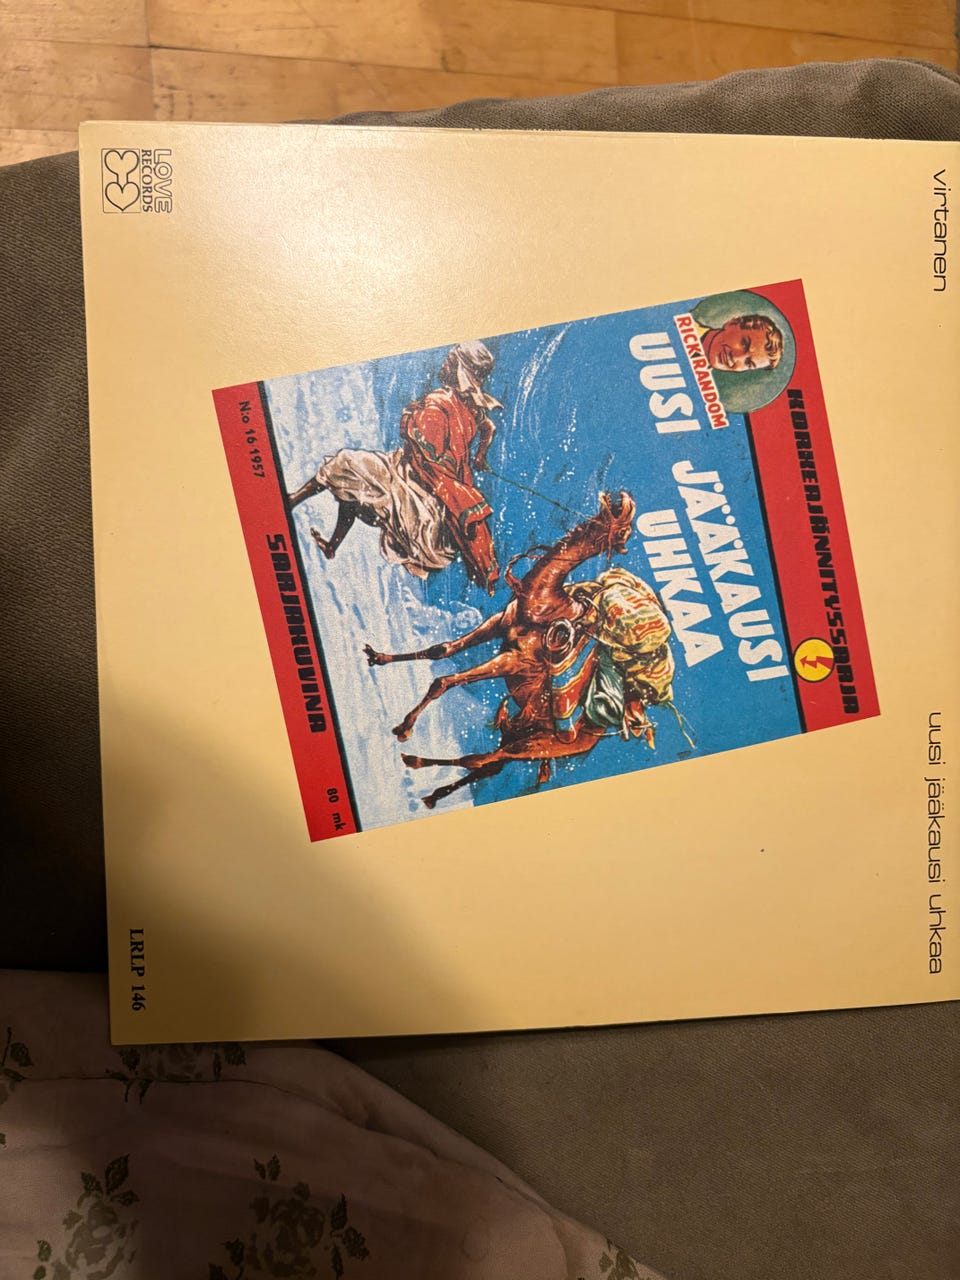 virtanen
uusi jääkausi uhkaa
KORKEAJÄNNITYSSARJA
RICK RANDOM
UUSI JÄÄKAUSI
UHKAA
N:o 16 1957
SARJAKUVINA
80 mk
LOVE
RECORDS
LRLP 146